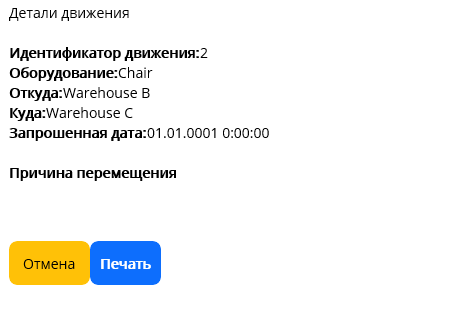 Детали движения
Идентификатор движения:2
Оборудование:Chair
Откуда:Warehouse B
Куда:Warehouse C
Запрошенная дата:01.01.0001 0:00:00
Причина перемещения
Отмена Печать